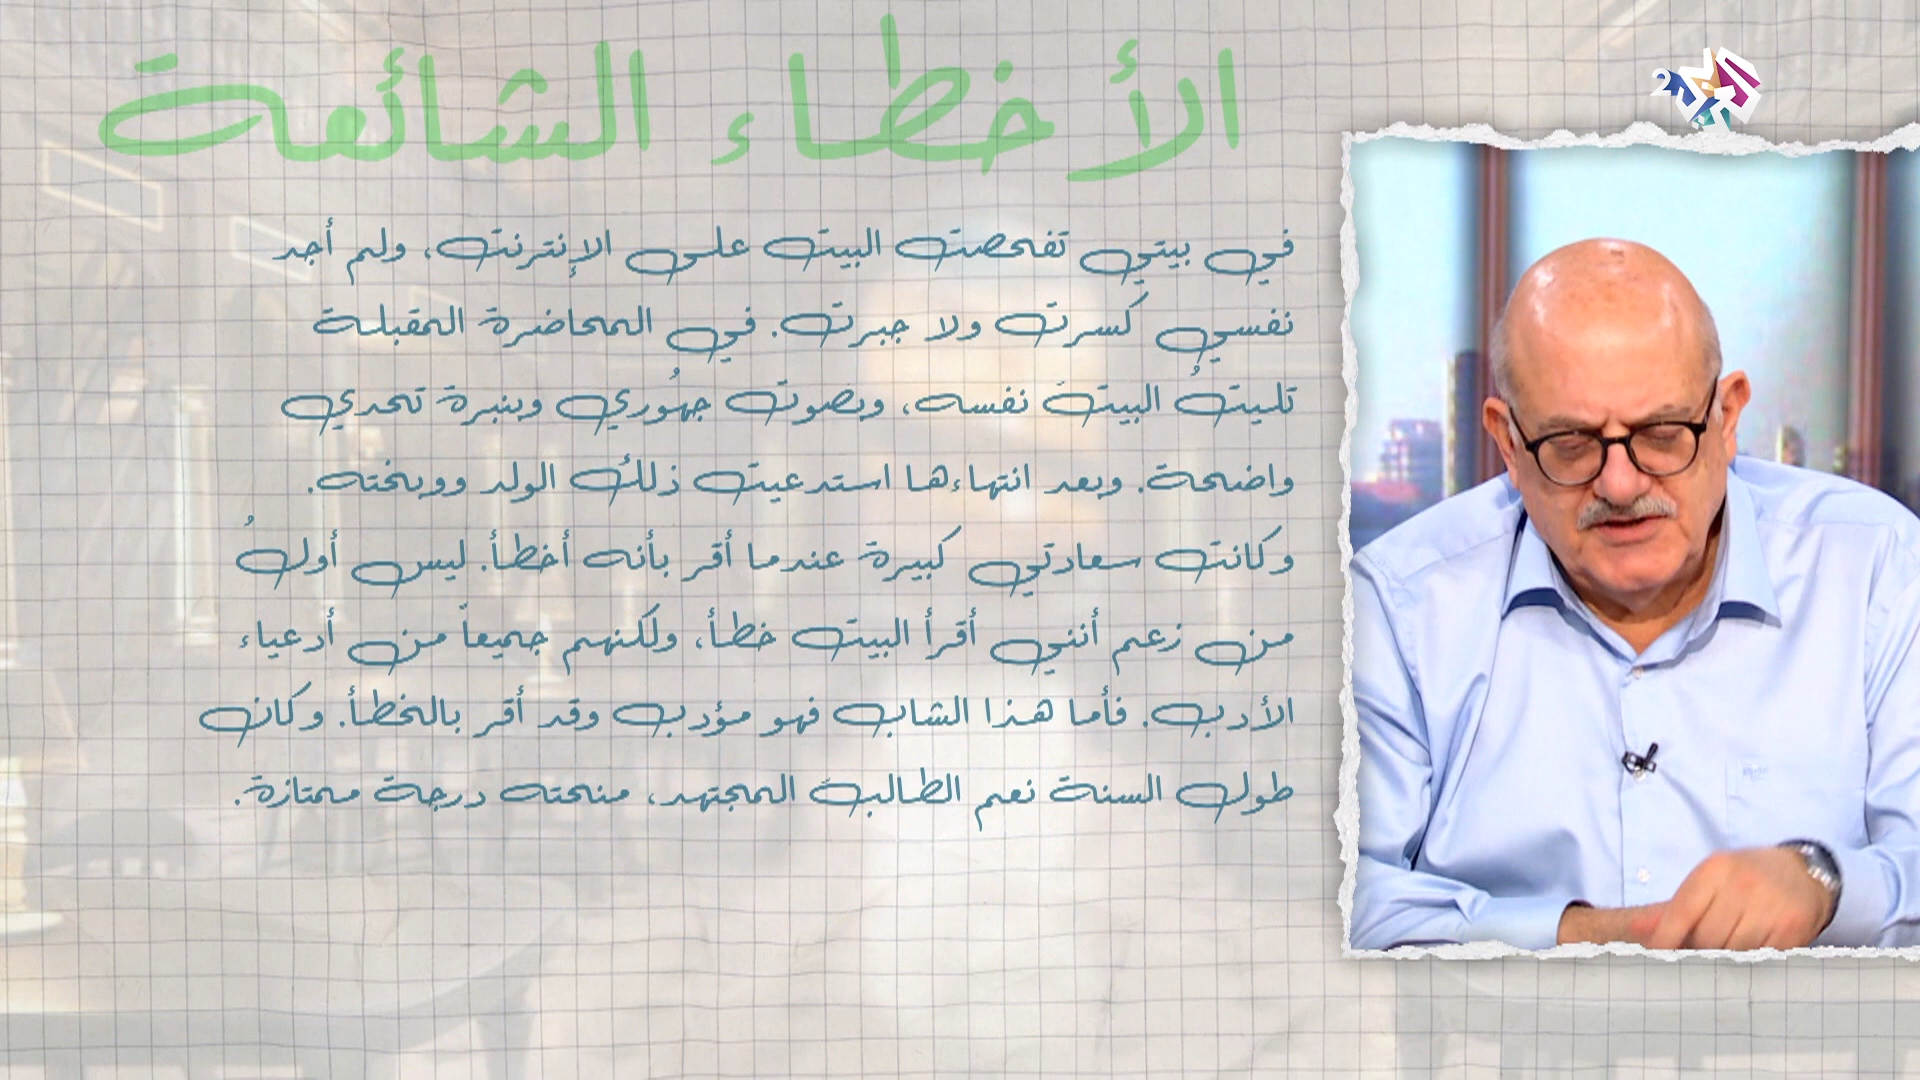 الأخطاء الشائعة
في بيتي تفحصت البيت على الإنترنت، ولم أجد
نفسي كسرت ولا جبرت. في المحاضرة المقبلة
تليتُ البيتَ نفسه، وبصوت جهُوري وبنبرة تحدي
واضحة. وبعد انتهاءها استدعيت ذلك الولد ووبخته.
وكانت سعادتي كبيرة عندما أقر بأنه أخطأ. ليس أولُ
من زعم أنني أقرأ البيت خطأ، ولكنهم جميعاً من أدعياء
الأدب. فأما هذا الشاب فهو مؤدب وقد أقر بالخطأ. وكان
طول السنة نعم الطالبَ المجتهد، منحته درجة ممتازة.